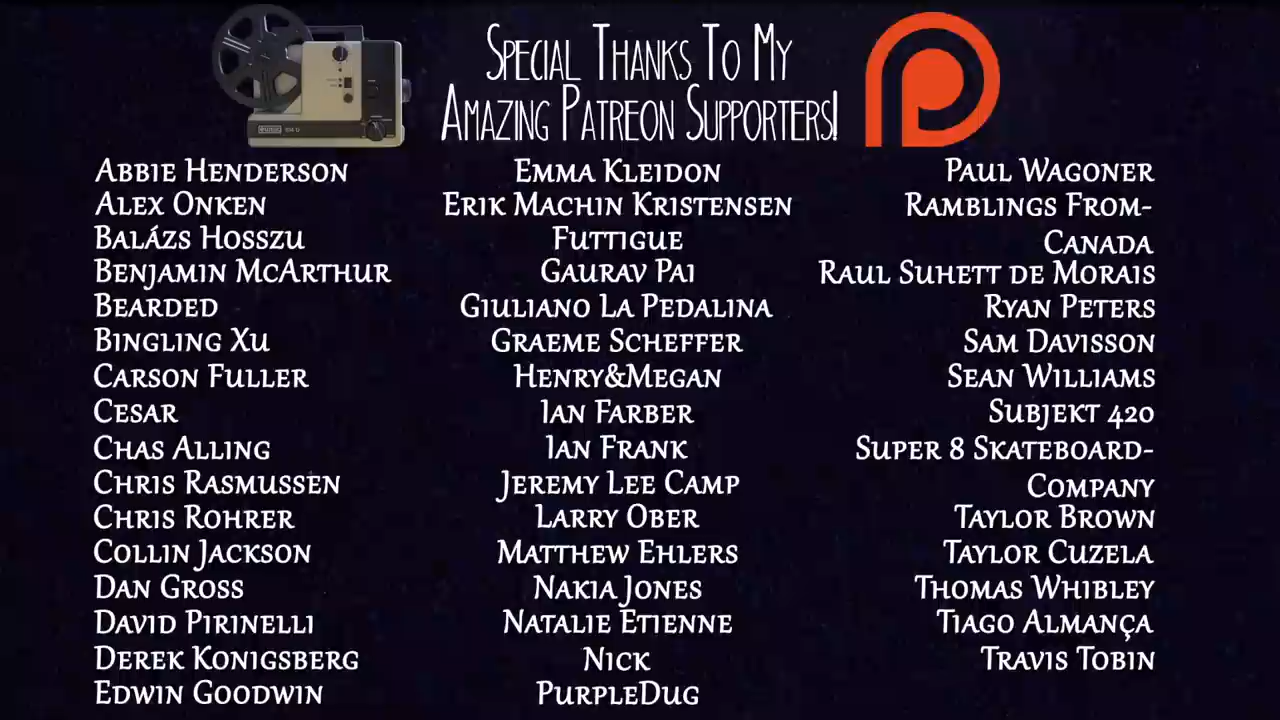 Special Thanks To My
Amazing Patreon Supporters!
Abbie Henderson
Alex Onken
Balázs Hosszu
Benjamin McArthur
Bearded
Bingling Xu
Carson Fuller
Cesar
Chas Alling
Chris Rasmussen
Chris Rohrer
Collin Jackson
Dan Gross
David Pirinelli
Derek Konigsberg
Edwin Goodwin
Emma Kleidon
Erik Machin Kristensen
Futtigue
Gaurav Pai
Giuliano La Pedalina
Graeme Scheffer
Henry&Megan
Ian Farber
Ian Frank
Jeremy Lee Camp
Larry Ober
Matthew Ehlers
Nakia Jones
Natalie Etienne
Nick
PurpleDug
Paul Wagoner
Ramblings From-
Canada
Raul Suhett de Morais
Ryan Peters
Sam Davisson
Sean Williams
Subjekt 420
Super 8 Skateboard-
Company
Taylor Brown
Taylor Cuzela
Thomas Whibley
Tiago Almança
Travis Tobin